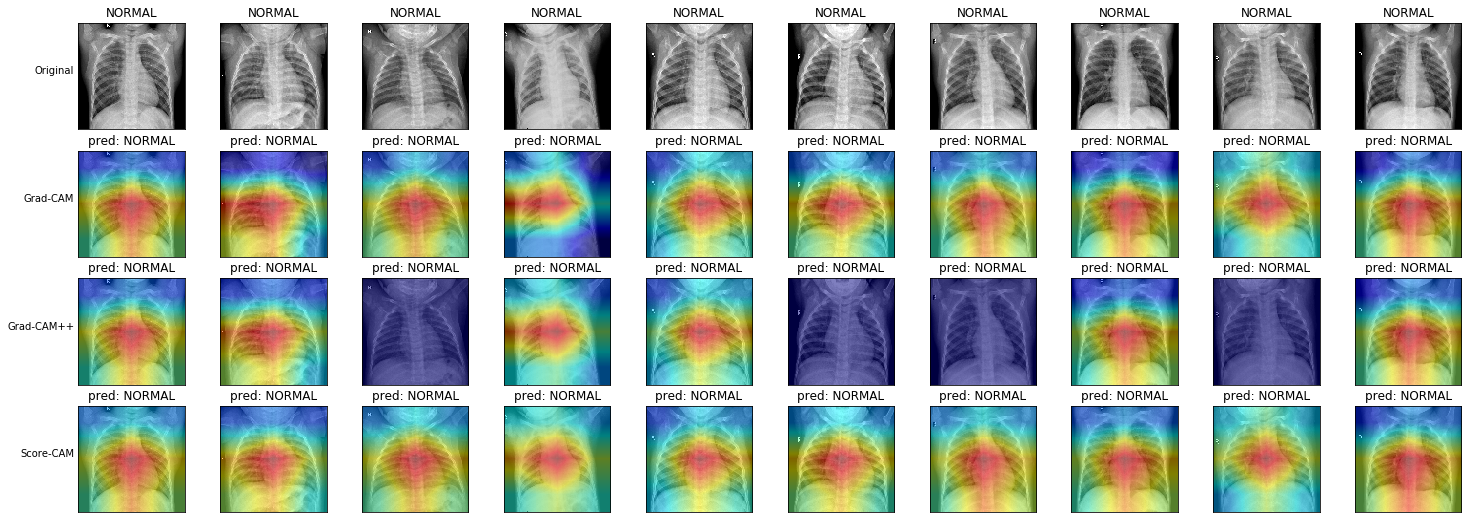 NORMAL NORMAL NORMAL NORMAL NORMAL NORMAL NORMAL NORMAL NORMAL NORMAL
Original
pred: NORMAL pred: NORMAL pred: NORMAL pred: NORMAL pred: NORMAL pred: NORMAL pred: NORMAL pred: NORMAL pred: NORMAL pred: NORMAL
Grad-CAM
pred: NORMAL pred: NORMAL pred: NORMAL pred: NORMAL pred: NORMAL pred: NORMAL pred: NORMAL pred: NORMAL pred: NORMAL pred: NORMAL
Grad-CAM++
pred: NORMAL pred: NORMAL pred: NORMAL pred: NORMAL pred: NORMAL pred: NORMAL pred: NORMAL pred: NORMAL pred: NORMAL pred: NORMAL
Score-CAM